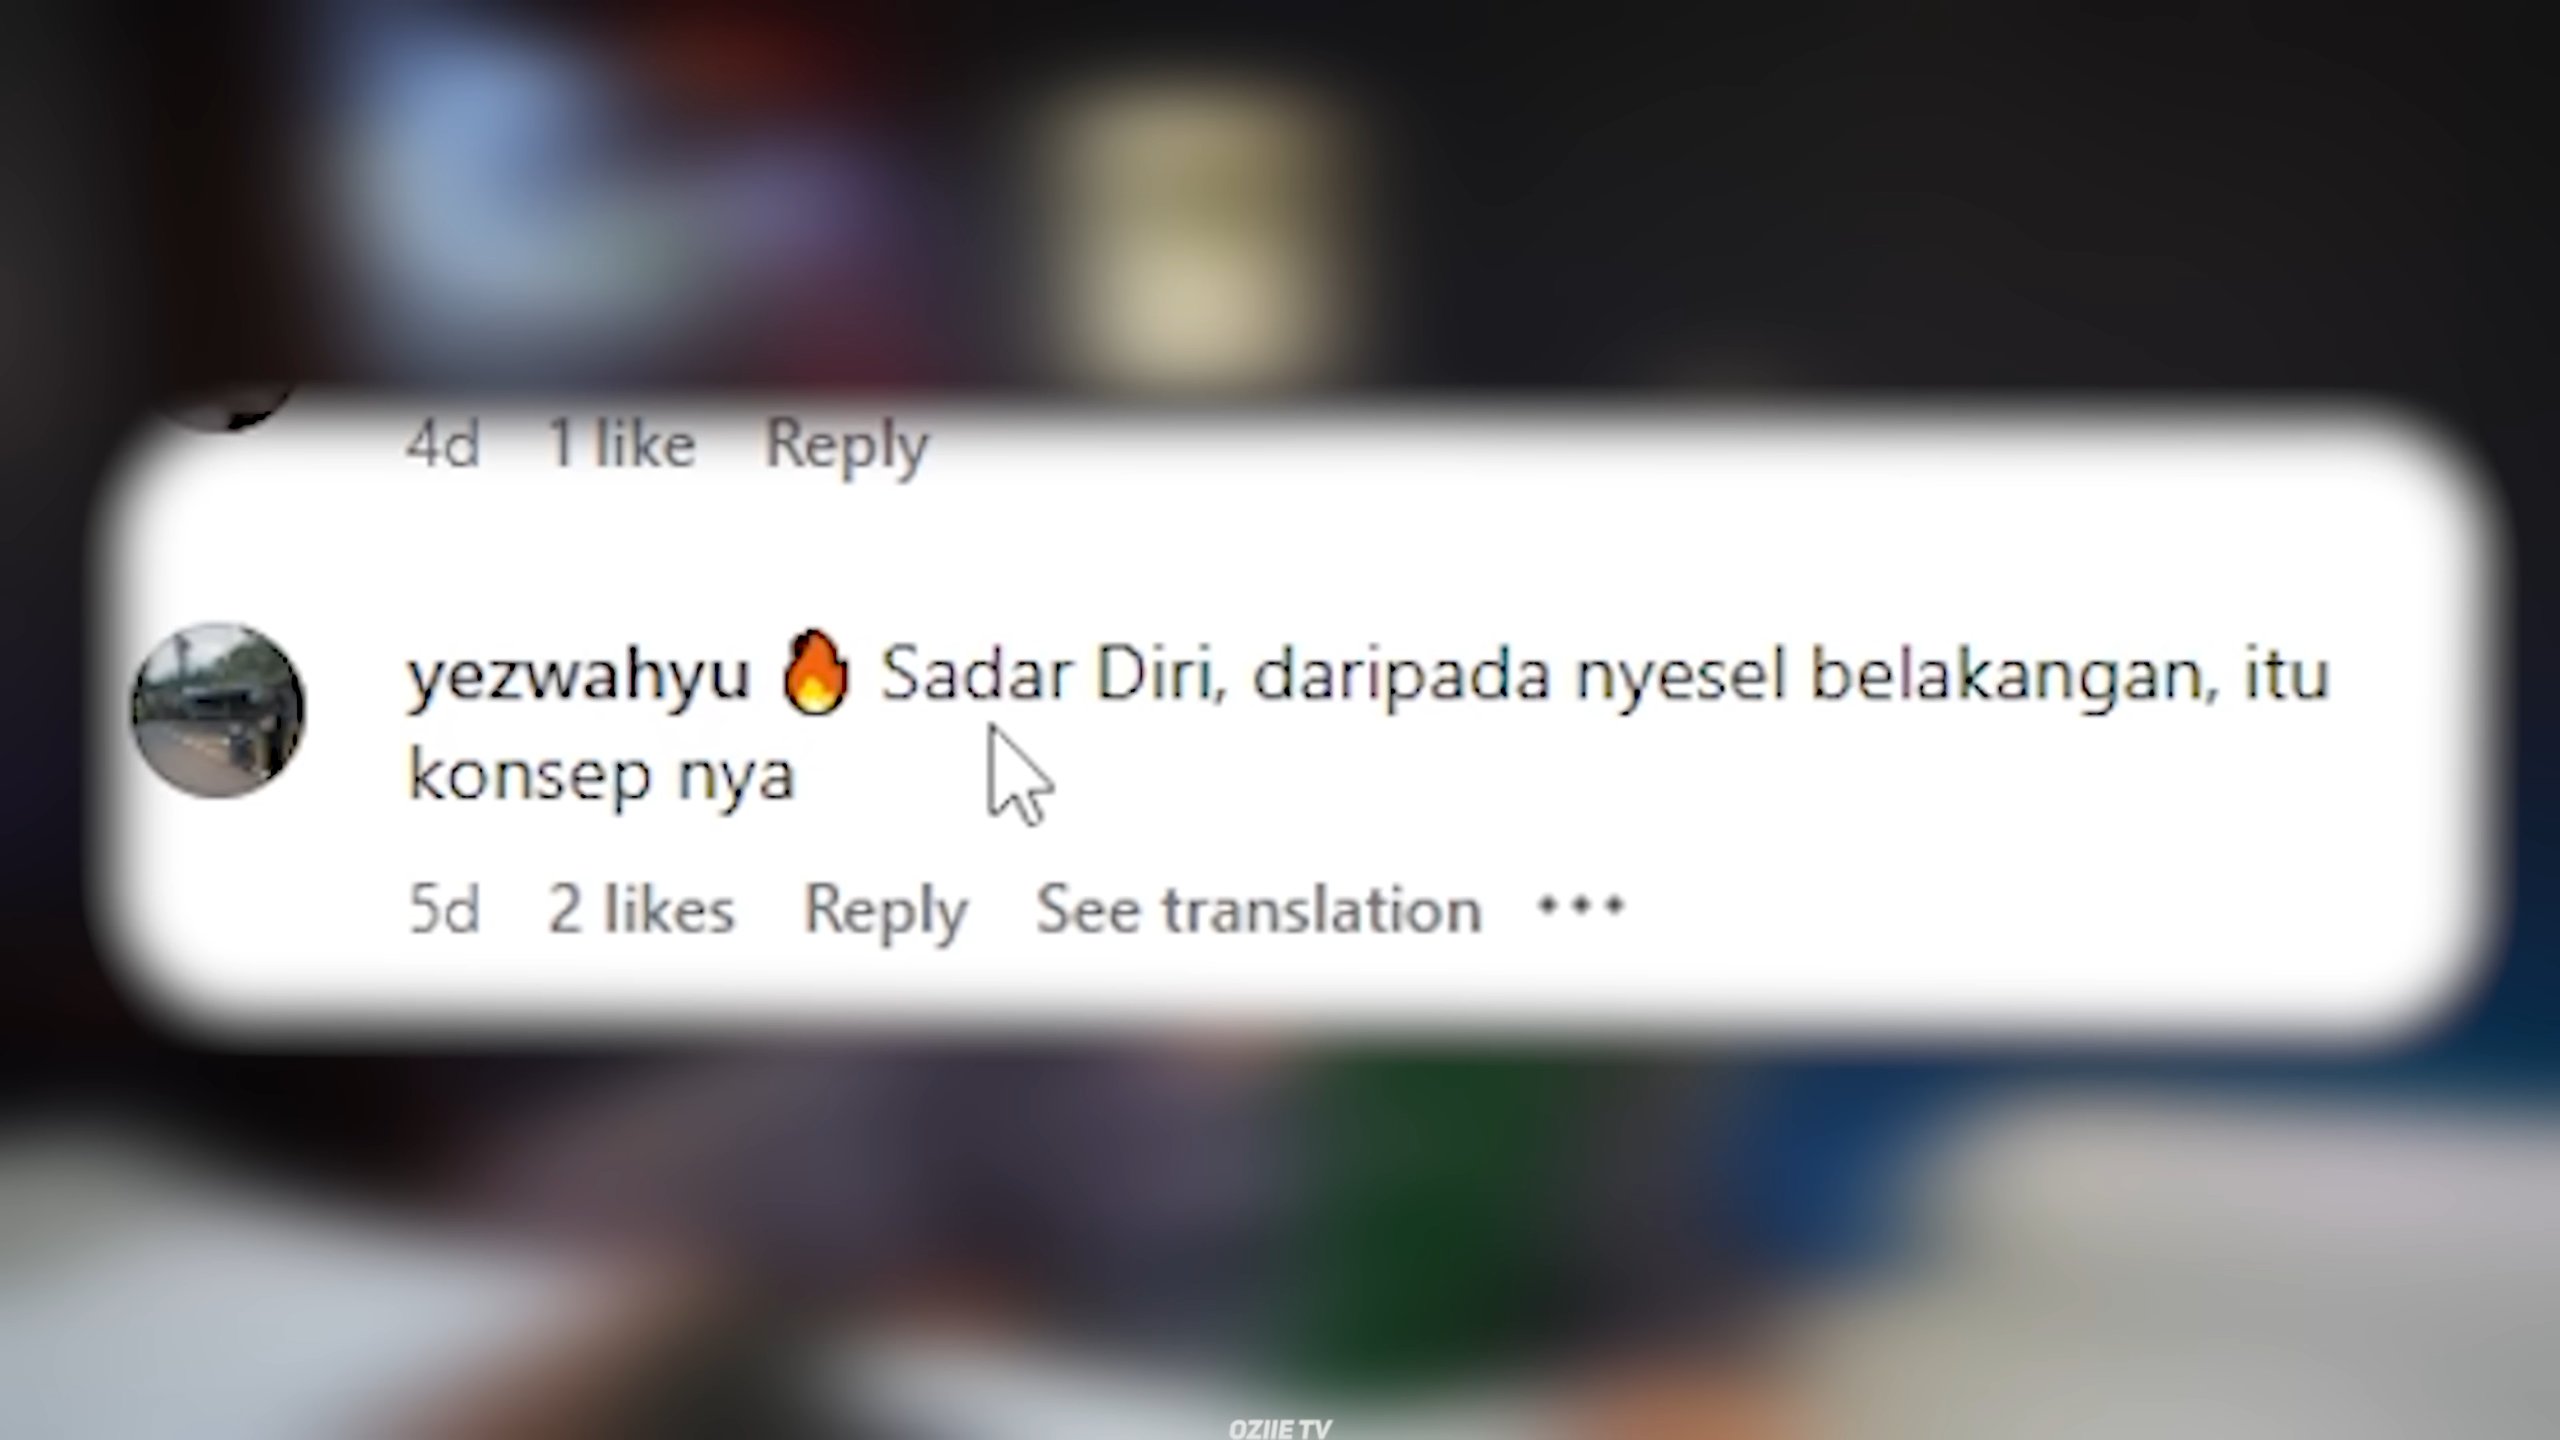 4d 1 like Reply
yezwahyu 🔥 Sadar Diri, daripada nyesel belakangan, itu
konsep nya
5d 2 likes Reply See translation •••
OZIIE TV